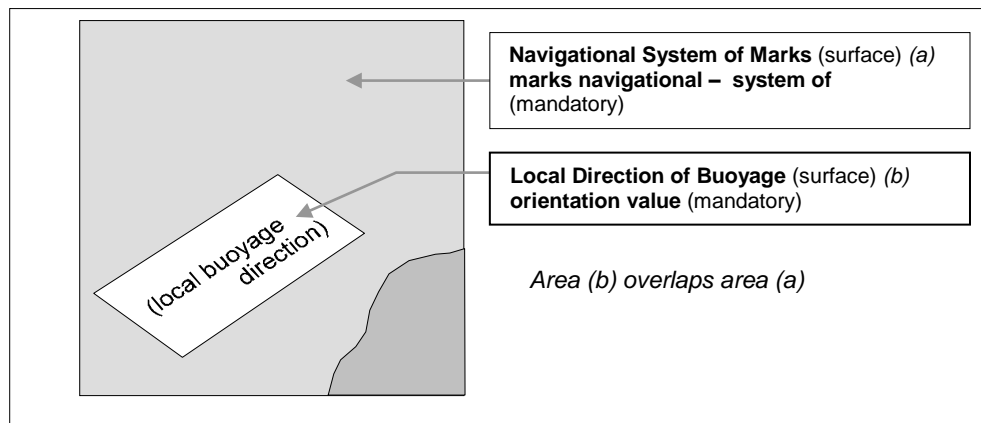 Navigational System of Marks (surface) (a)
marks navigational – system of
(mandatory)
Local Direction of Buoyage (surface) (b)
orientation value (mandatory)
(local buoyage
direction)
Area (b) overlaps area (a)